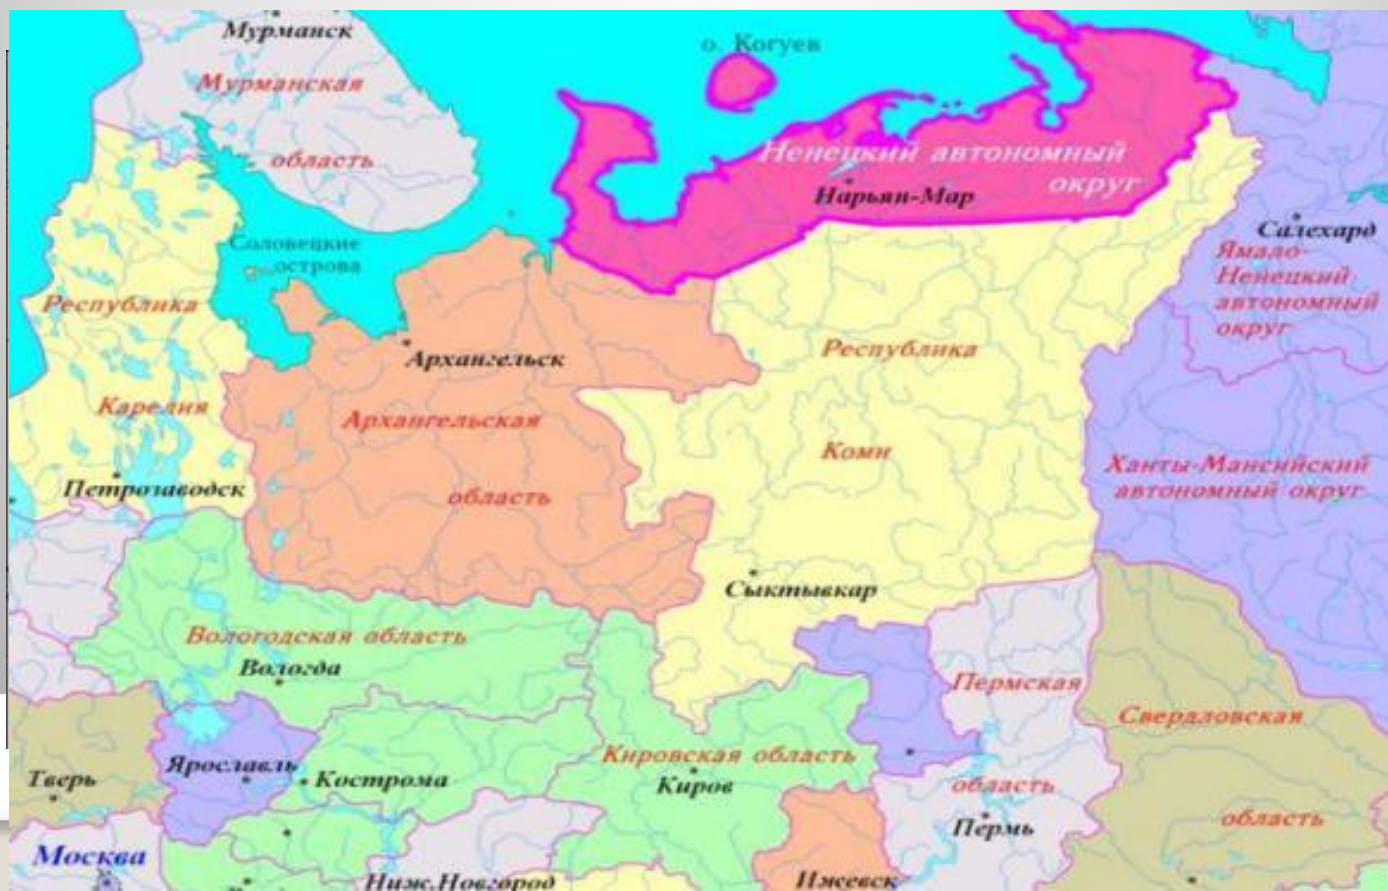 Мурманск
о. Когуев
Мурманская
область
Ненецкий автономный
округ
Нарьян-Мар
Соловецкие
острова
Салехард
Ямало-
Ненецкий
автономный
округ
Республика
Карелия
Петрозаводск
Архангельск
Архангельская
область
Республика
Коми
Сыктывкар
Ханты-Мансийский
автономный округ
Вологодская область
Вологда
Пермская
область
Пермь
Свердловская
область
Кировская область
Киров
Тверь
Ярославль
Кострома
Москва
Ниж.Новгород
Ижевск